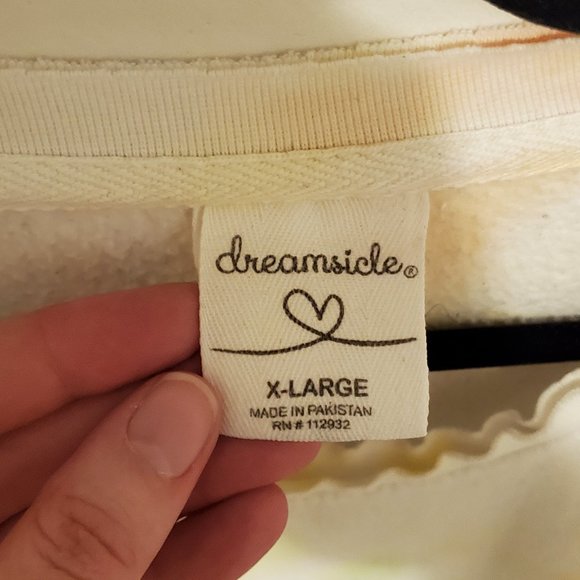 dreamsicle®
X-LARGE
MADE IN PAKISTAN
RN # 112932